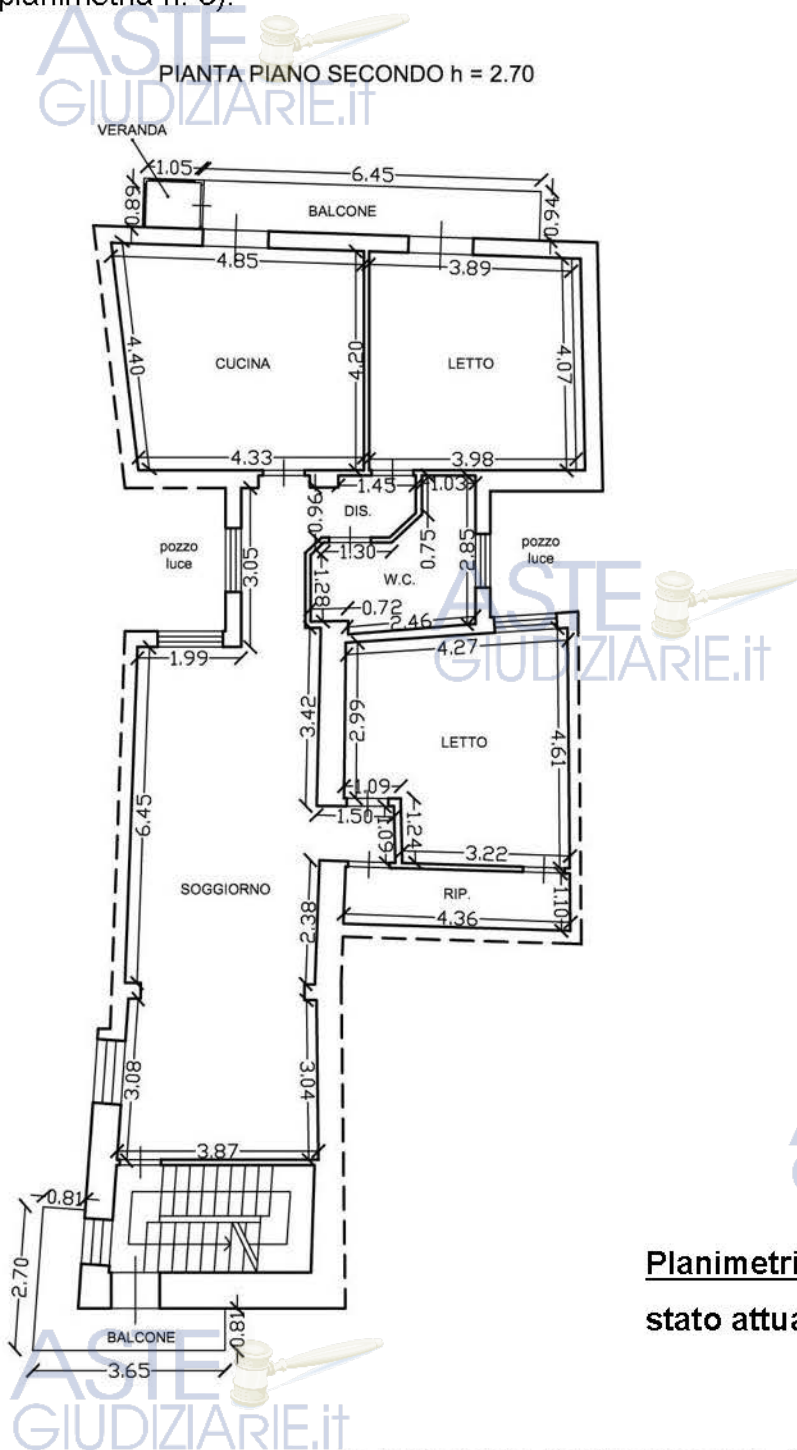 planimetria n.
ASTE
GIUDIZIARIE.it
PIANTA PIANO SECONDO h = 2.70
VERANDA
1.05
6.45
0.89
BALCONE
0.94
4.85
3.89
4.40
CUCINA
4.20
LETTO
4.07
4.33
3.98
1.45
1.03
0.96
DIS.
pozzo
luce
3.05
1.30
0.75
2.85
pozzo
luce
W.C.
1.28
0.72
2.46
ASTE
GIUDIZIARIE.it
1.99
4.27
3.42
2.99
LETTO
4.61
1.09
1.50
1.09
1.24
6.45
3.22
SOGGIORNO
RIP.
1.10
4.36
2.38
3.08
3.04
3.87
0.81
2.70
Planimetri
stato attua
BALCONE
0.81
3.65
ASTE
GIUDIZIARIE.it